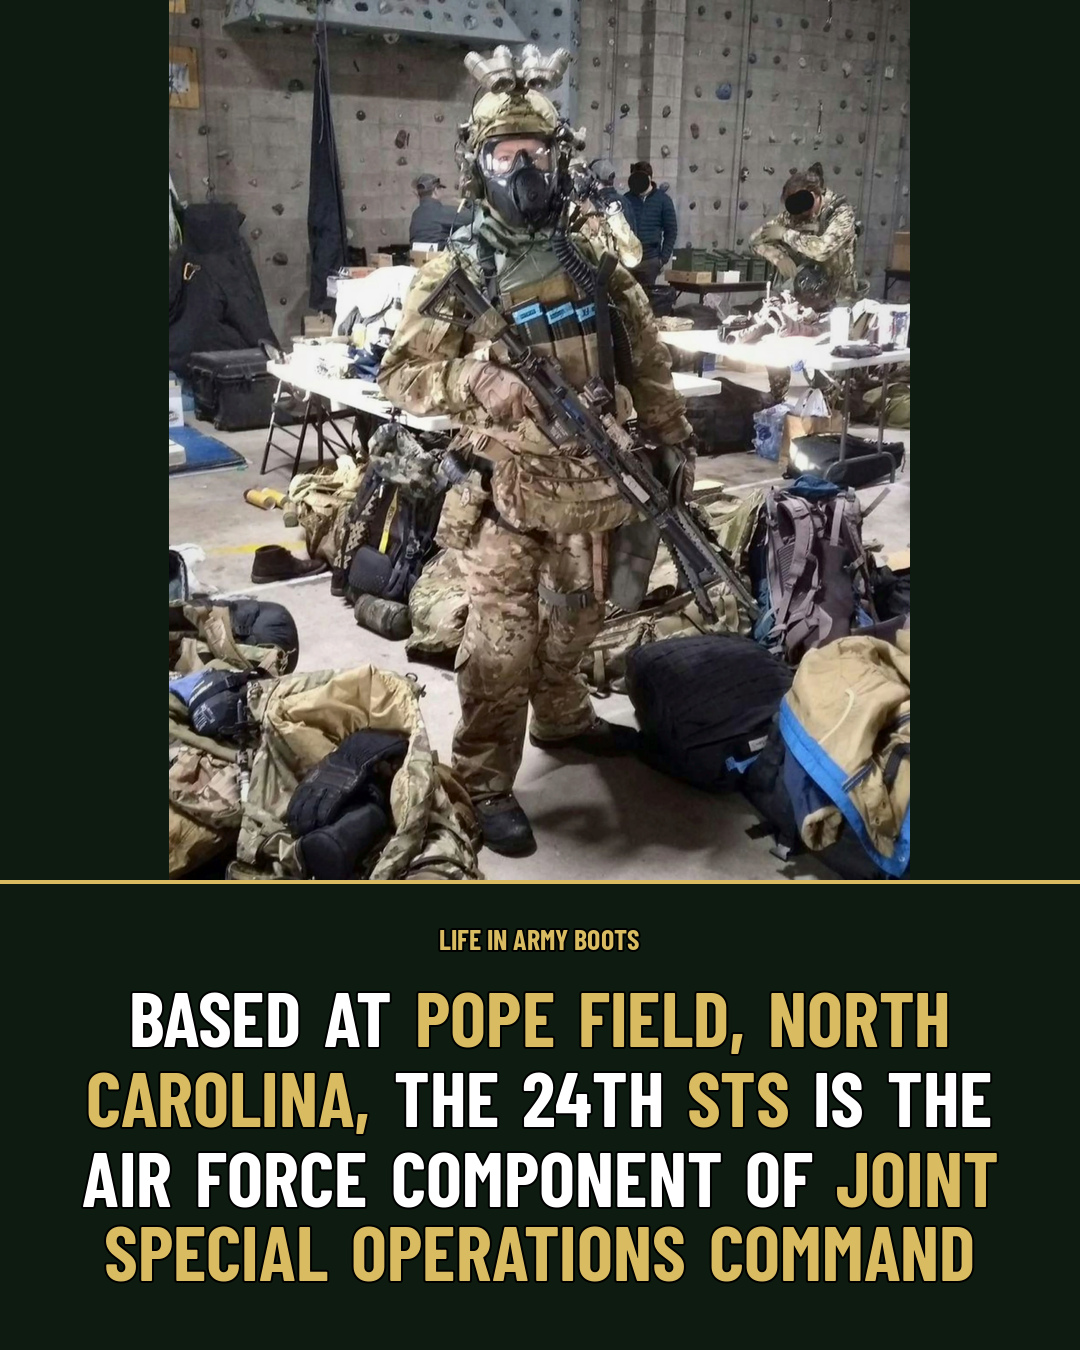 LIFE IN ARMY BOOTS
BASED AT POPE FIELD, NORTH
CAROLINA, THE 24TH STS IS THE
AIR FORCE COMPONENT OF JOINT
SPECIAL OPERATIONS COMMAND